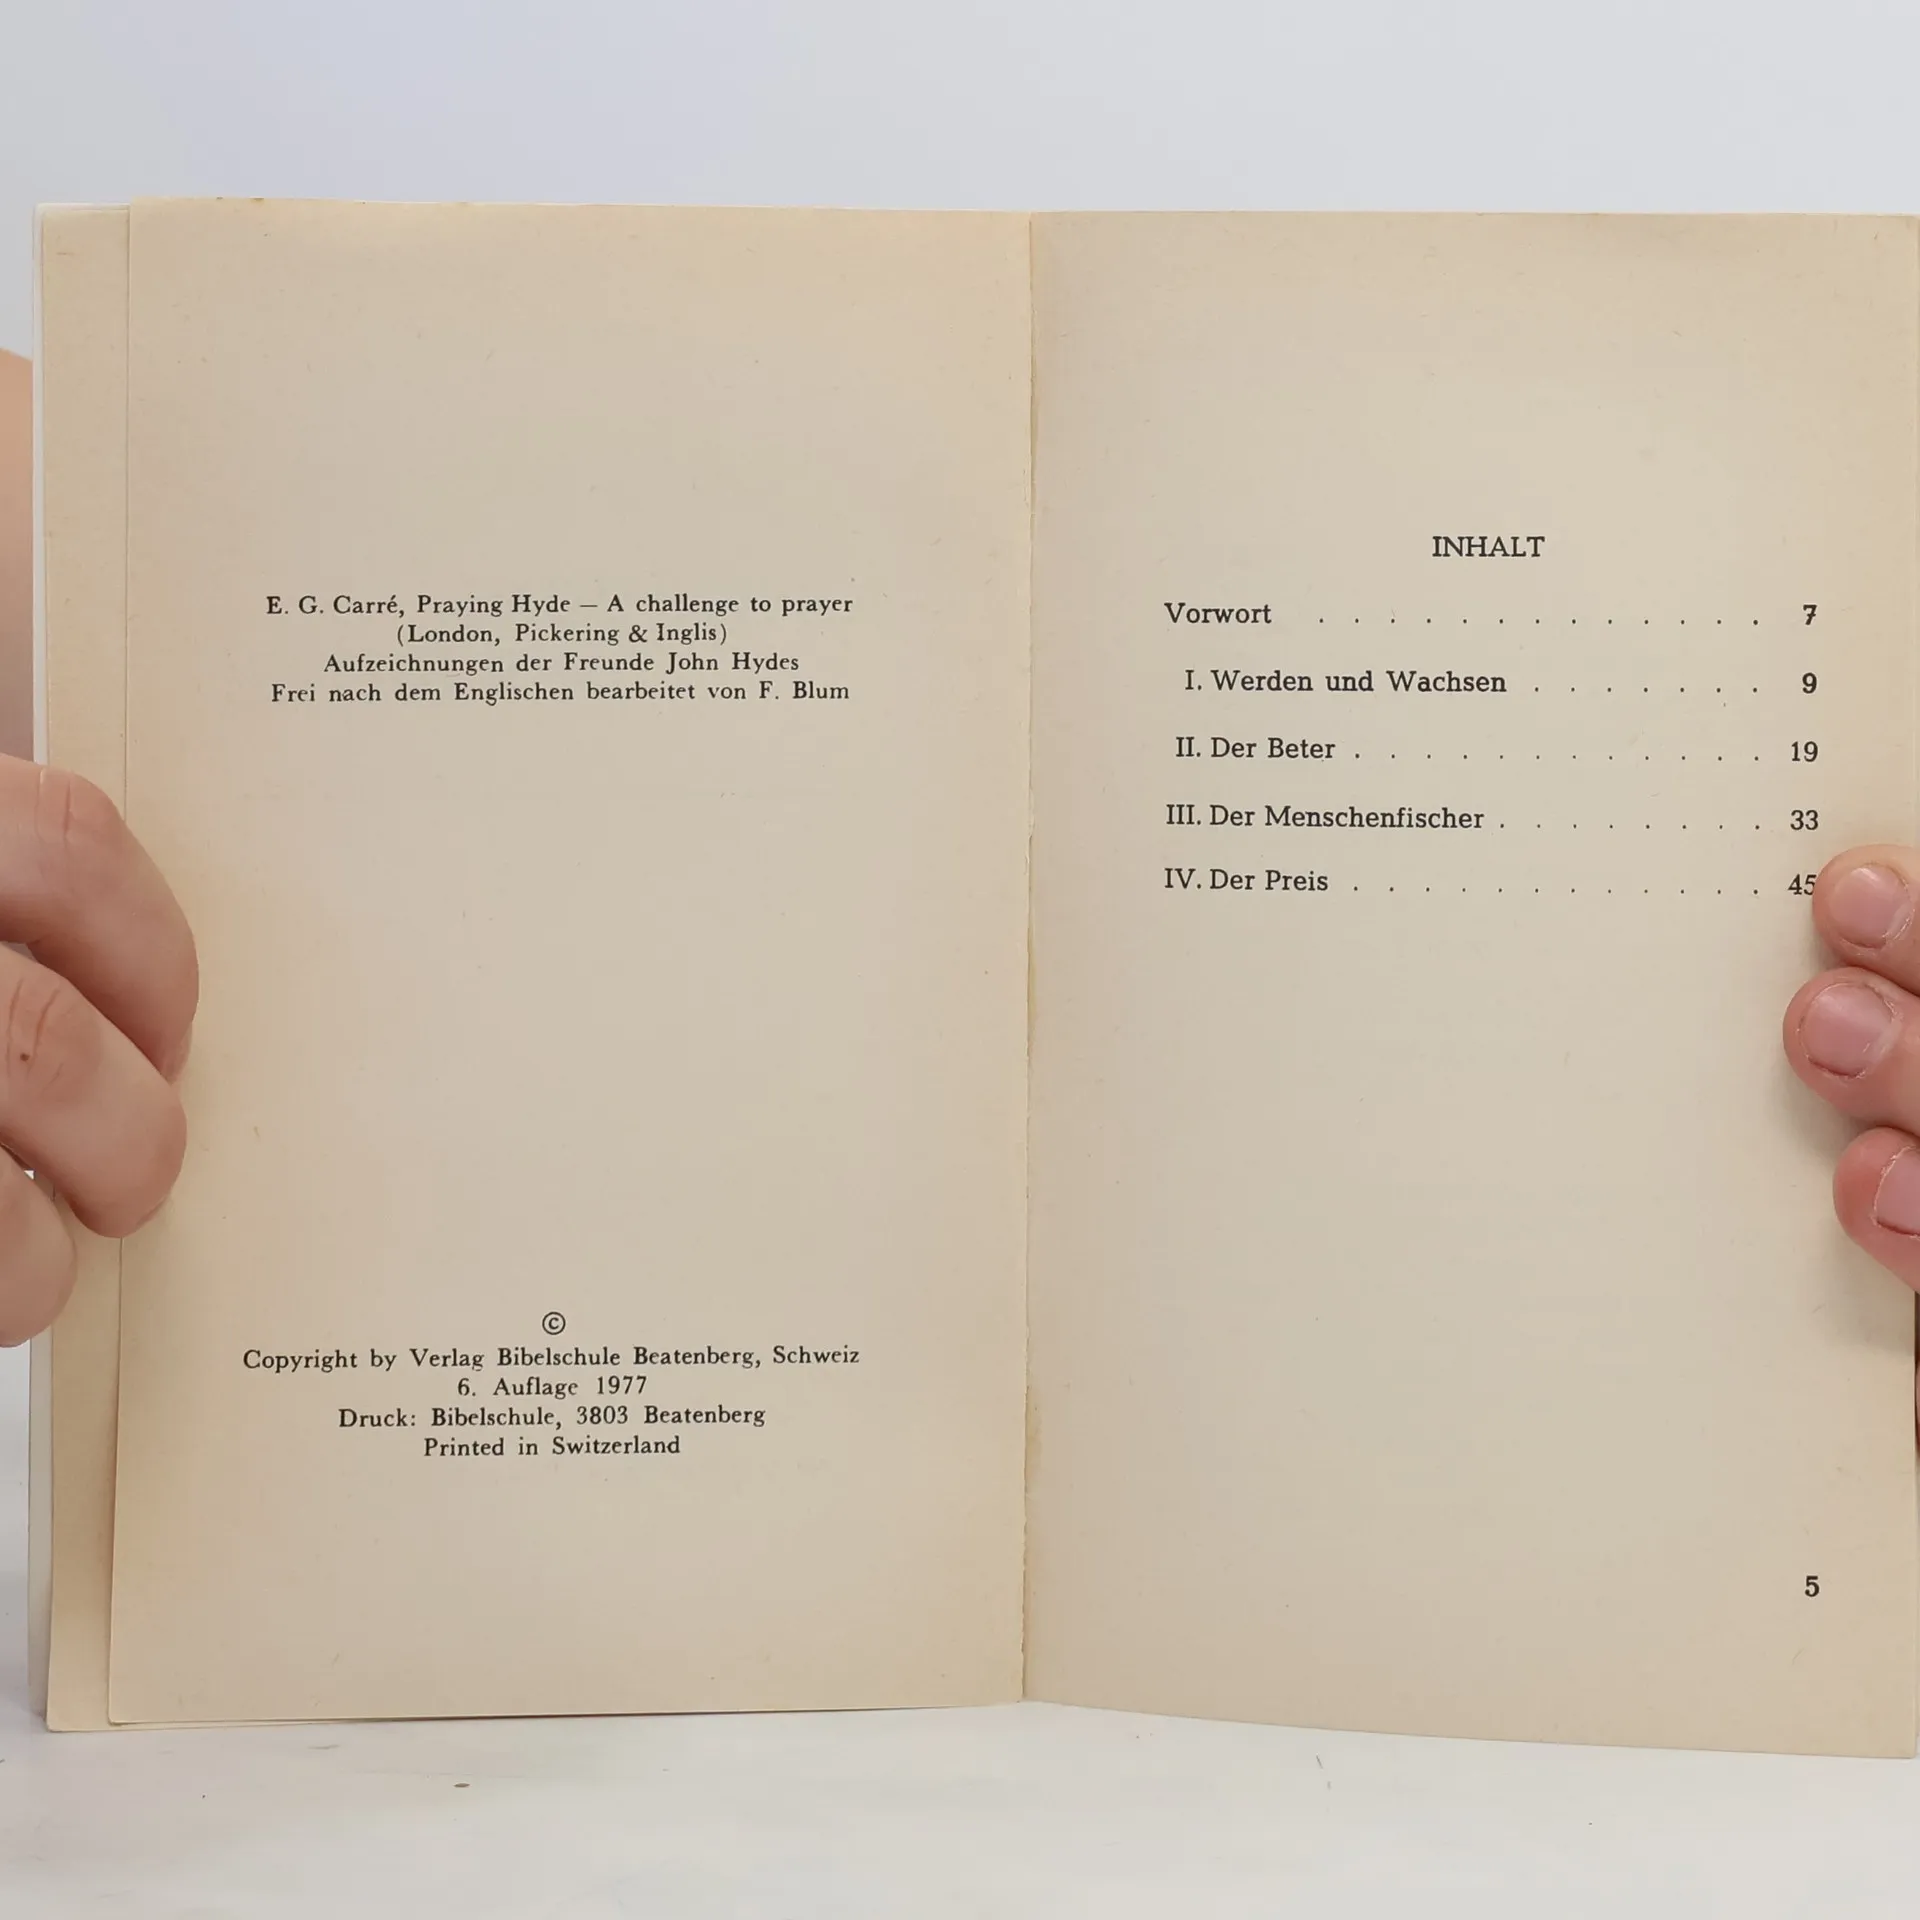 E. G. Carré, Praying Hyde — A challenge to prayer
(London, Pickering & Inglis)
Aufzeichnungen der Freunde John Hydes
Frei nach dem Englischen bearbeitet von F. Blum
©
Copyright by Verlag Bibelschule Beatenberg, Schweiz
6. Auflage 1977
Druck: Bibelschule, 3803 Beatenberg
Printed in Switzerland
INHALT
Vorwort . . . . . . . . . . . . . 7
I. Werden und Wachsen . . . . . . . 9
II. Der Beter . . . . . . . . . . . . 19
III. Der Menschenfischer . . . . . . . . 33
IV. Der Preis . . . . . . . . . . . . 45
5